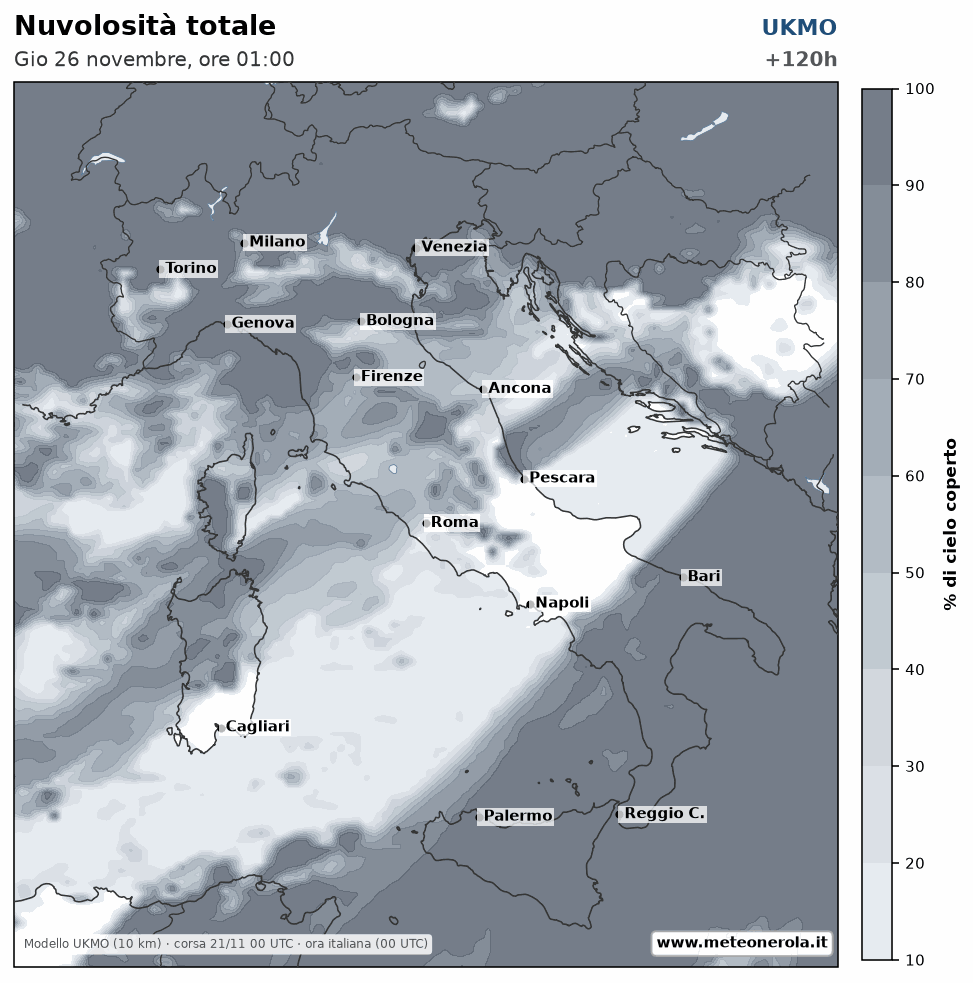 Nuvolosità totale
UKMO
Gio 26 novembre, ore 01:00
+120h
100
90
80
70
60
50
40
30
20
10
% di cielo coperto
Milano
Venezia
Torino
Genova
Bologna
Firenze
Ancona
Pescara
Roma
Bari
Napoli
Cagliari
Palermo
Reggio C.
Modello UKMO (10 km) · corsa 21/11 00 UTC · ora italiana (00 UTC)
www.meteonerola.it